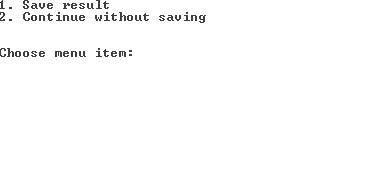 1. Save result
2. Continue without saving
Choose menu item: